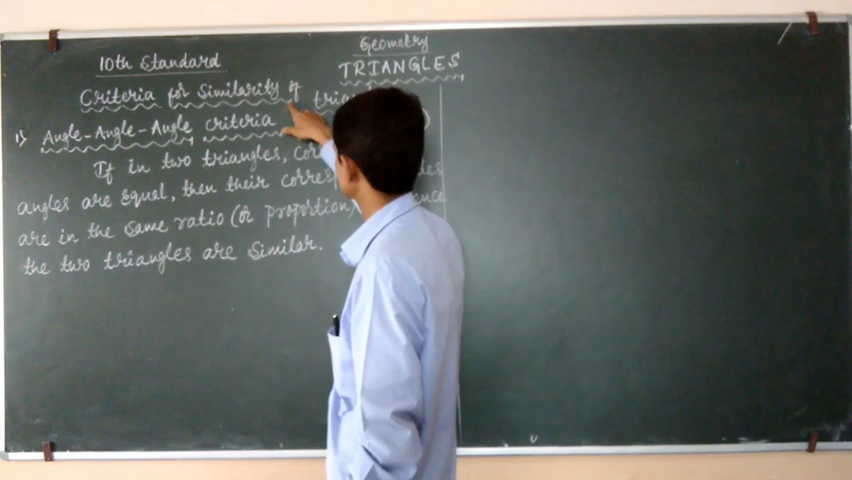 Geometry
10th Standard
TRIANGLES
Criteria for Similarity of
1) Angle-Angle-Angle criteria
If in two triangles,
angles are Equal, then their
are in the same ratio (or proportion)
the two triangles are Similar.